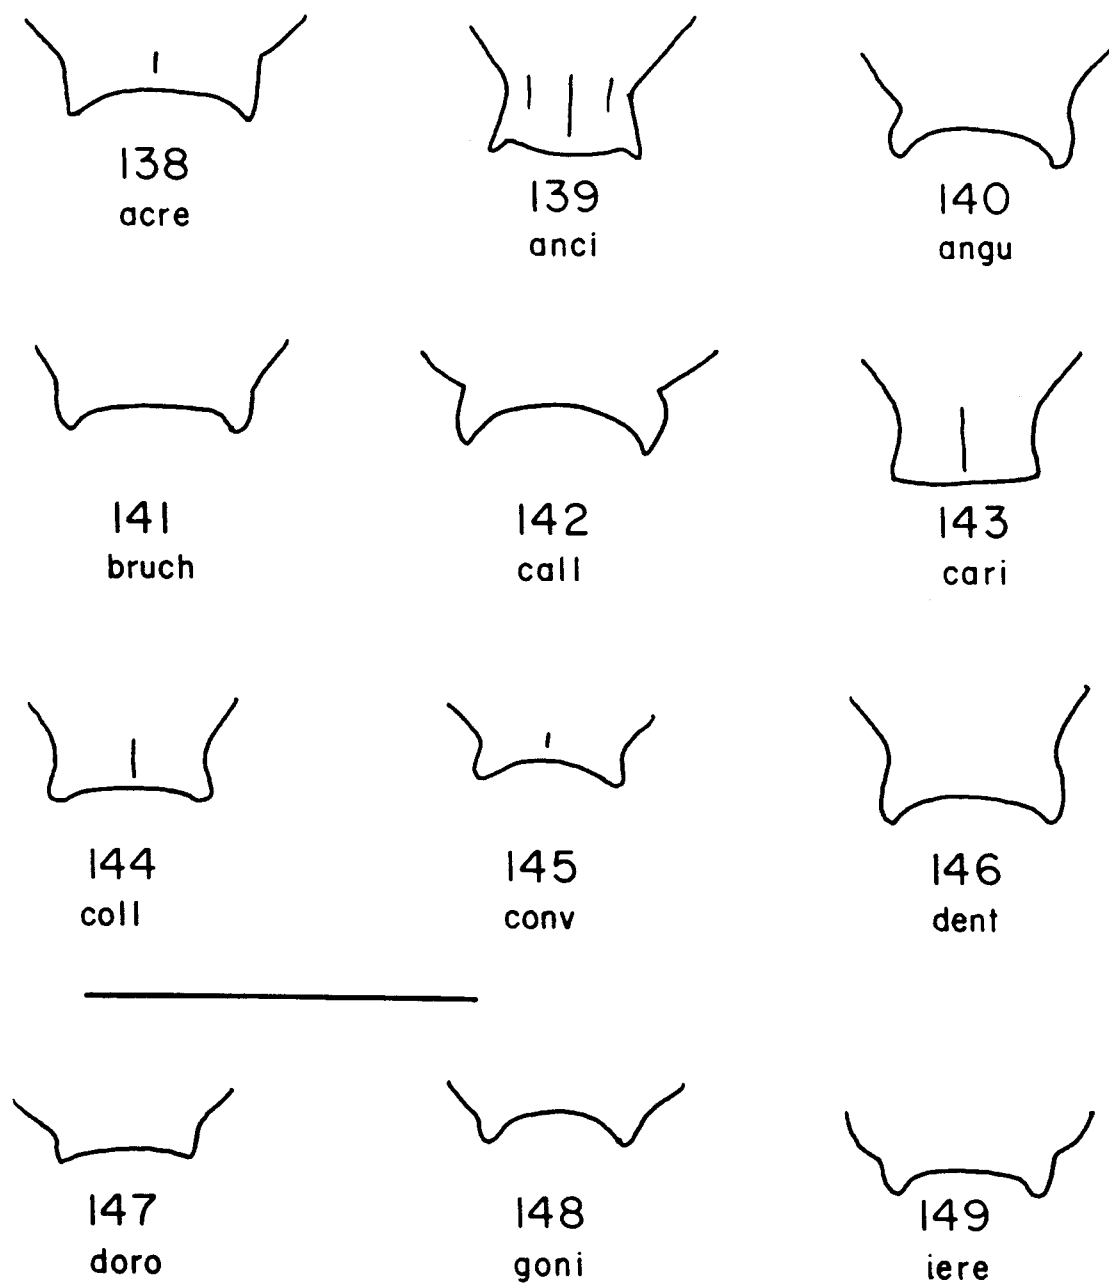 138
acre
139
anci
140
angu
141
bruch
142
call
143
cari
144
coll
145
conv
146
dent
147
doro
148
goni
149
iere